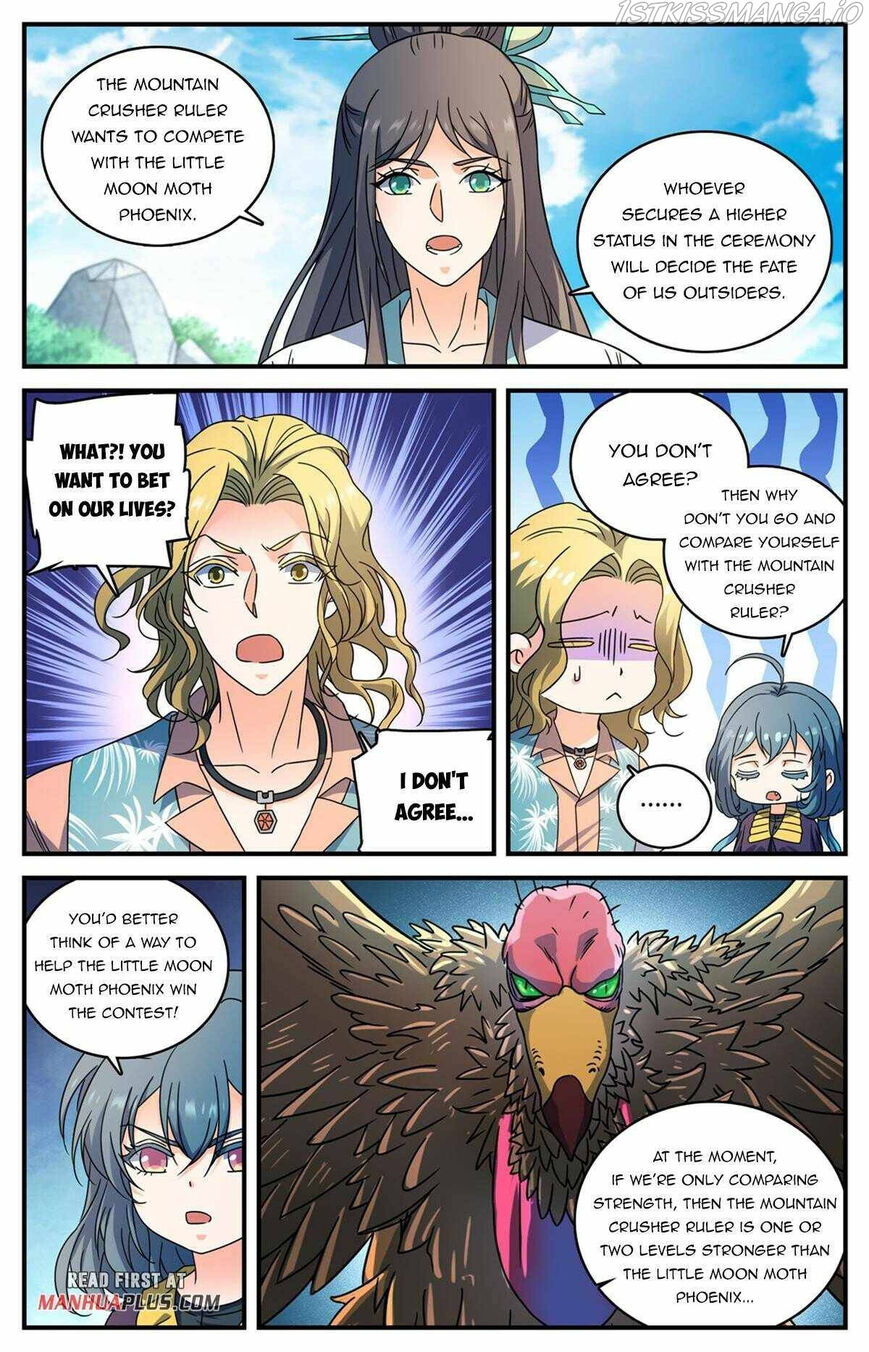 1STKISSMANGA.IO
THE MOUNTAIN
CRUSHER RULER
WANTS TO COMPETE
WITH THE LITTLE
MOON MOTH
PHOENIX.
WHOEVER
SECURES A HIGHER
STATUS IN THE CEREMONY
WILL DECIDE THE FATE
OF US OUTSIDERS.
WHAT?! YOU
WANT TO BET
ON OUR LIVES?
I DON'T
AGREE...
YOU DON'T
AGREE?
THEN WHY
DON'T YOU GO AND
COMPARE YOURSELF
WITH THE MOUNTAIN
CRUSHER
RULER?
......
YOU'D BETTER
THINK OF A WAY TO
HELP THE LITTLE MOON
MOTH PHOENIX WIN
THE CONTEST!
AT THE MOMENT,
IF WE'RE ONLY COMPARING
STRENGTH, THEN THE MOUNTAIN
CRUSHER RULER IS ONE OR
TWO LEVELS STRONGER THAN
THE LITTLE MOON MOTH
PHOENIX...
READ FIRST AT
MANHUAPLUS.COM